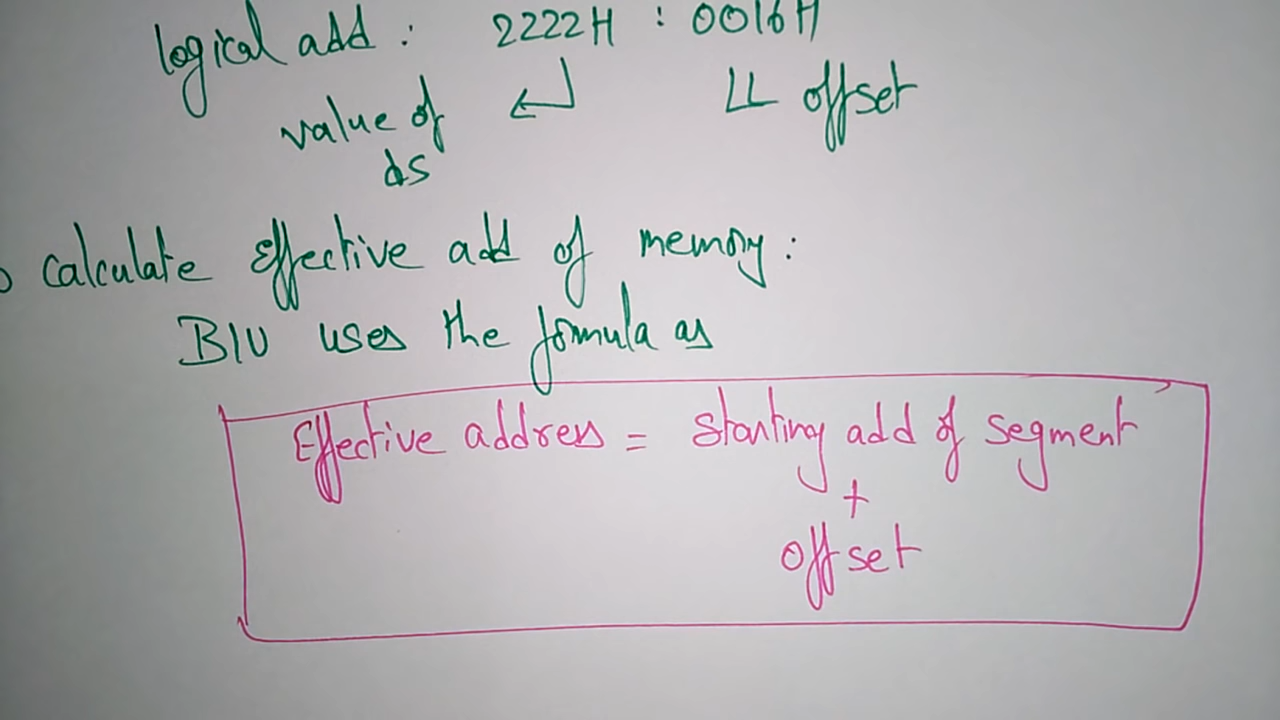 logical add : 2222H : 0016H
value of offset
ds
calculate effective add of memory :
BIU uses the formula as
Effective address = Starting add of segment
+
offset